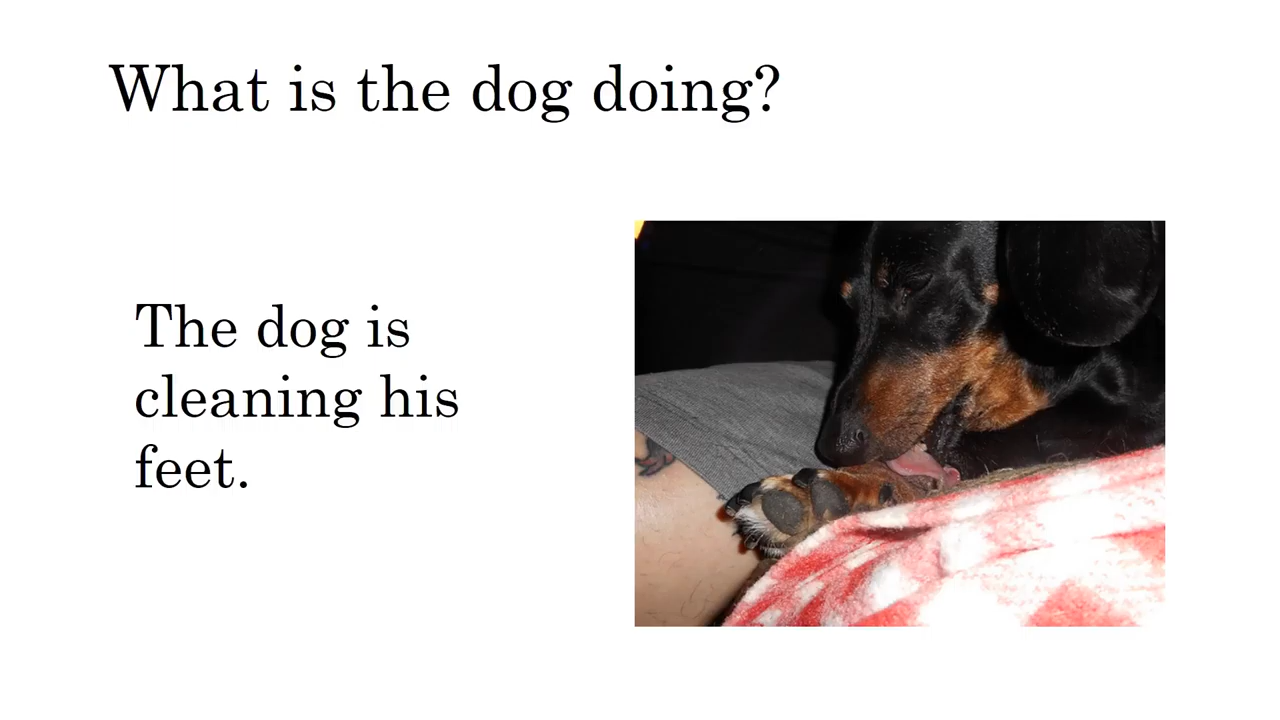 What is the dog doing?
The dog is
cleaning his
feet.